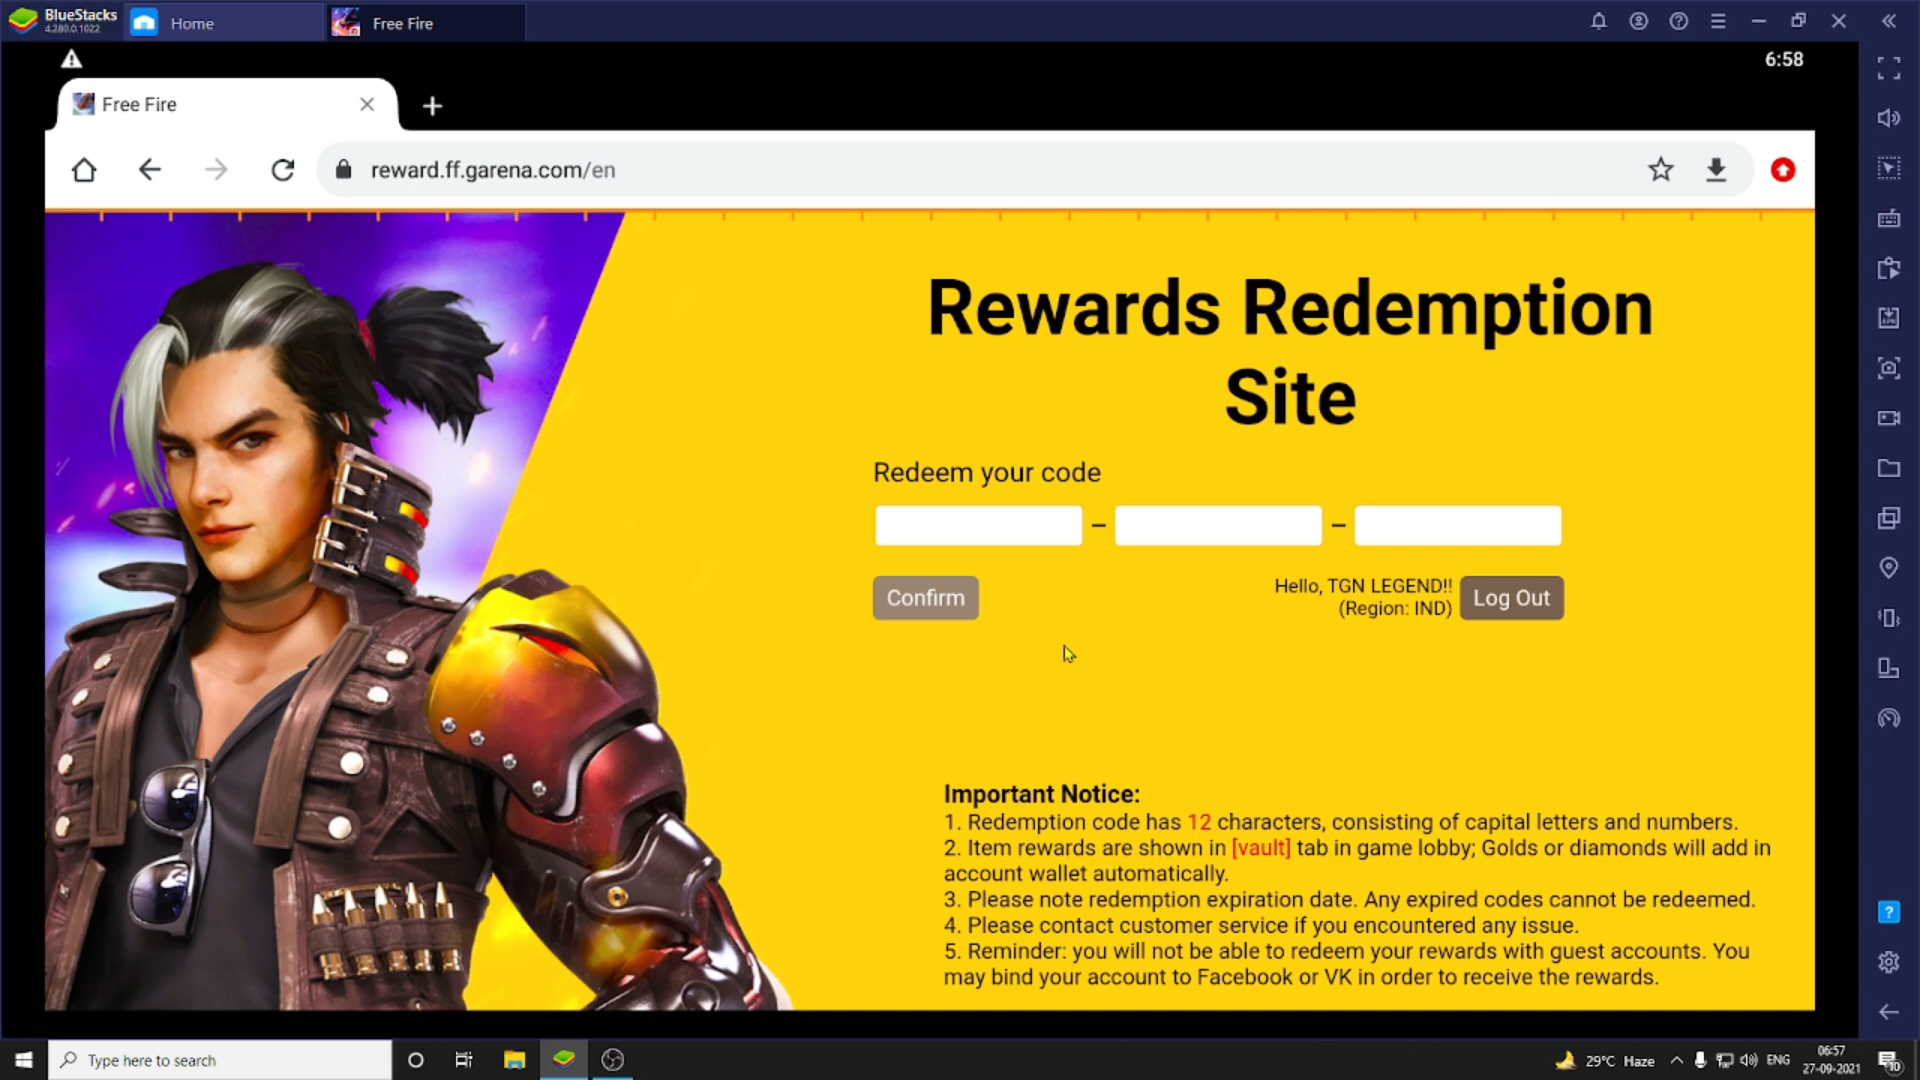 BlueStacks
4.280.0.1022
Home
Free Fire
6:58
Free Fire
reward.ff.garena.com/en
Rewards Redemption
Site
Redeem your code
–
–
Confirm
Hello, TGN LEGEND!!
(Region: IND)
Log Out
Important Notice:
1. Redemption code has 12 characters, consisting of capital letters and numbers.
2. Item rewards are shown in [vault] tab in game lobby; Golds or diamonds will add in
account wallet automatically.
3. Please note redemption expiration date. Any expired codes cannot be redeemed.
4. Please contact customer service if you encountered any issue.
5. Reminder: you will not be able to redeem your rewards with guest accounts. You
may bind your account to Facebook or VK in order to receive the rewards.
Type here to search
29°C Haze
ENG
06:57
27-09-2021
10